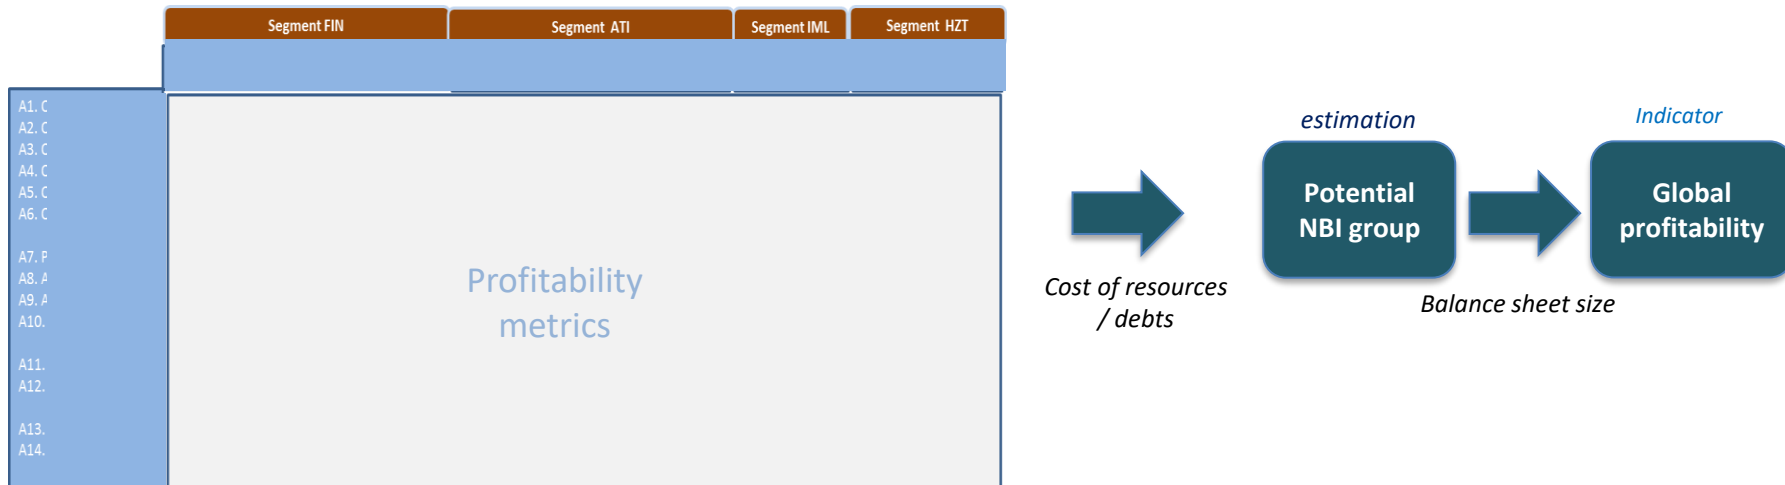 Segment FIN
Segment ATI
Segment IML
Segment HZT
A1. C
A2. C
A3. C
A4. C
A5. C
A6. C
A7. P
A8. A
A9. A
A10.
A11.
A12.
A13.
A14.
Profitability
metrics
Cost of resources
/ debts
estimation
Potential
NBI group
Balance sheet size
Indicator
Global
profitability